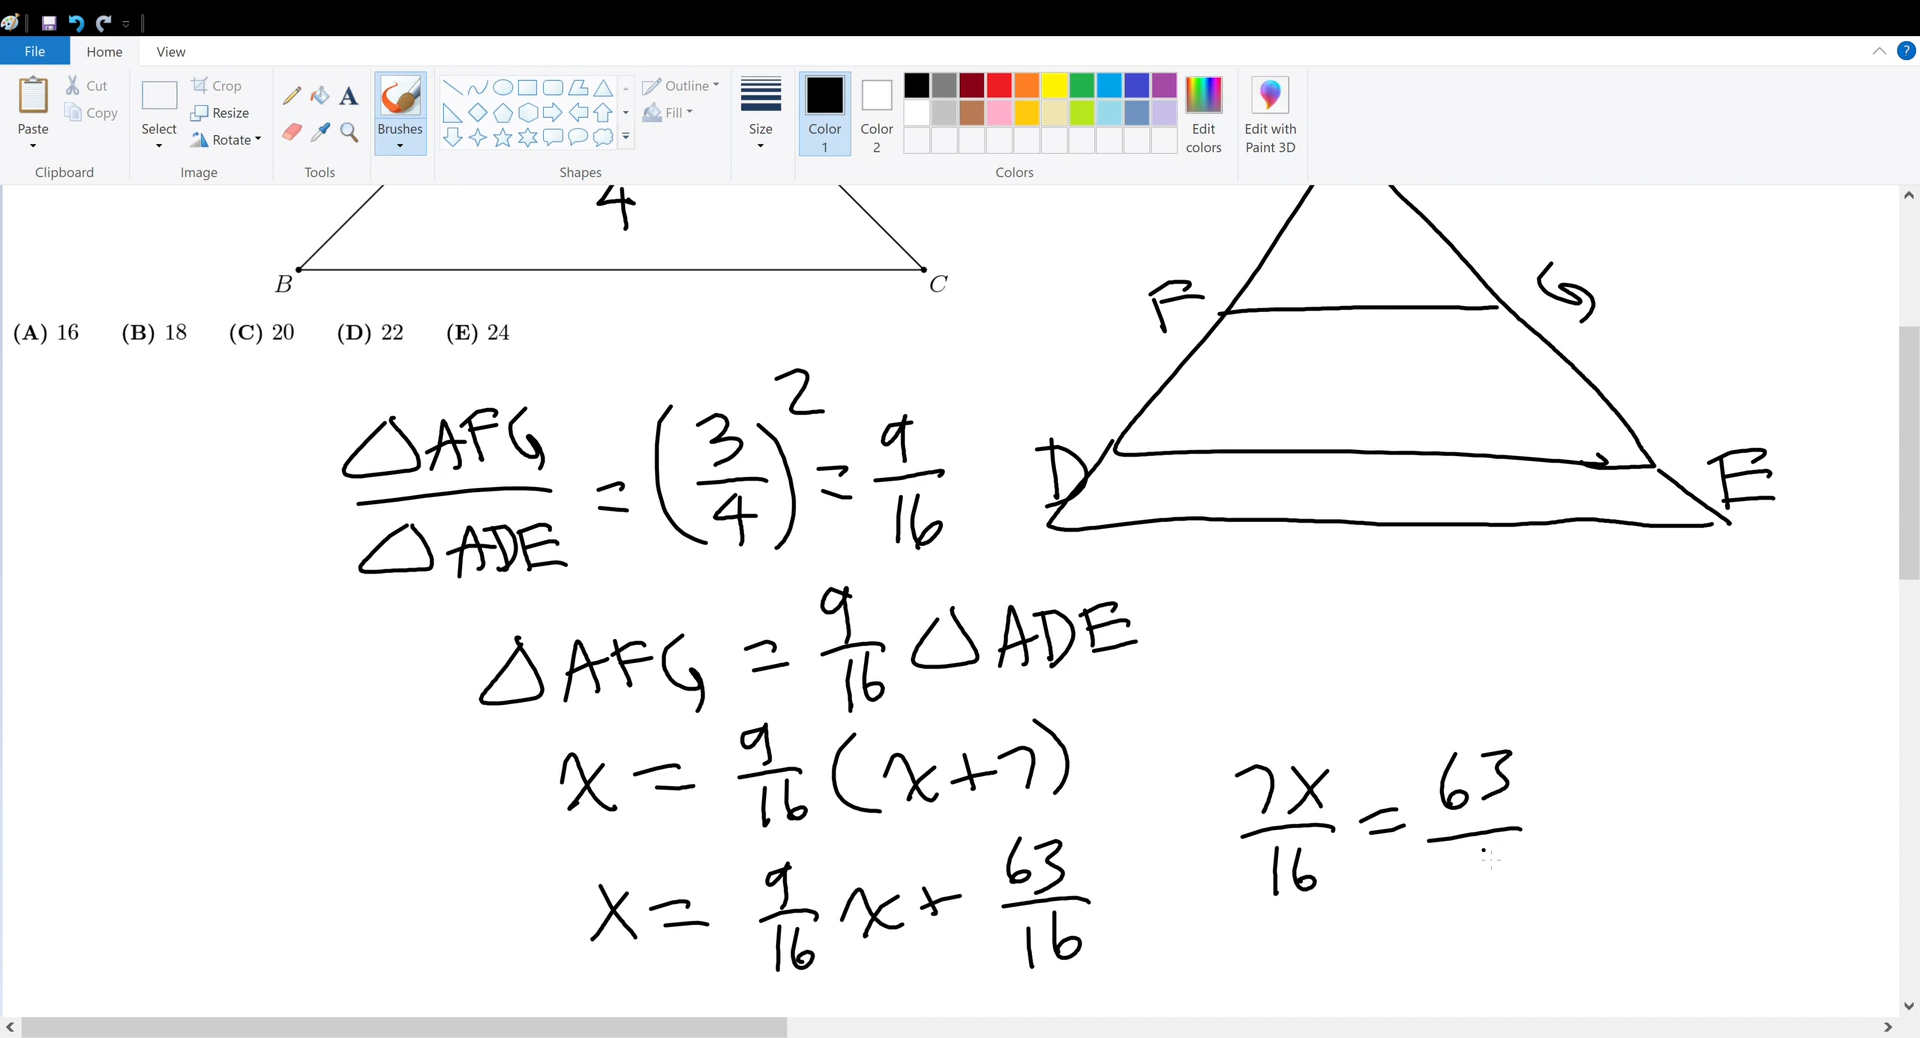 File Home View
Paste Cut Copy Clipboard
Select Crop Resize Rotate Image
A Tools
Brushes
Outline Fill Shapes
Size
Color 1 Color 2 Edit colors Edit with Paint 3D Colors
4
B C
F G
(A) 16 (B) 18 (C) 20 (D) 22 (E) 24
D E
△AFG/△ADE = (3/4)² = 9/16
△AFG = 9/16 △ADE
x = 9/16 (x+7)
7x/16 = 63
x = 9/16 x + 63/16